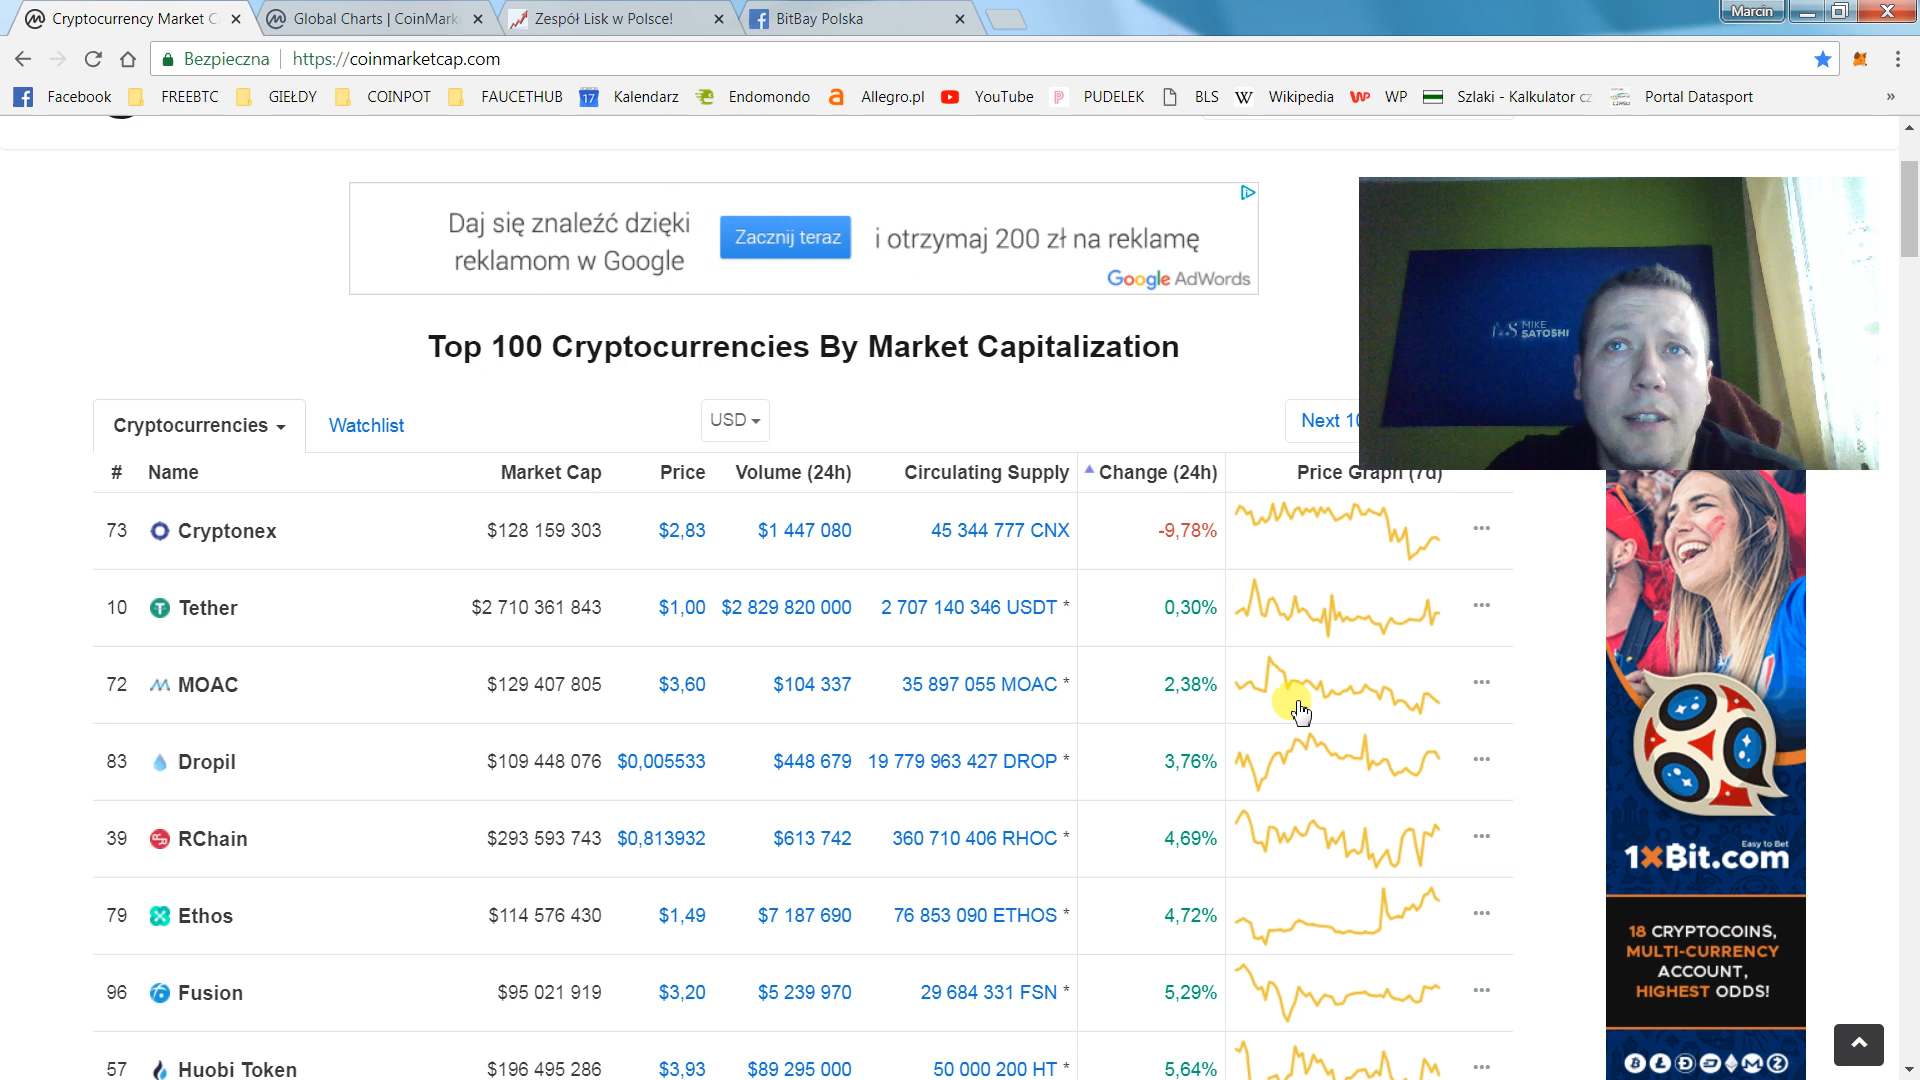 Cryptocurrency Market C
Global Charts | CoinMark
Zespół Lisk w Polsce!
BitBay Polska
Marcin
Bezpieczna
https://coinmarketcap.com
Facebook FREEBTC GIEŁDY COINPOT FAUCETHUB 17 Kalendarz Endomondo Allegro.pl YouTube PUDELEK BLS Wikipedia WP Szlaki - Kalkulator cz Portal Datasport »
Daj się znaleźć dzięki
reklamom w Google
Zacznij teraz
i otrzymaj 200 zł na reklamę
Google AdWords
MS MIKE
SATOSHI
Top 100 Cryptocurrencies By Market Capitalization
Cryptocurrencies Watchlist USD Next 10
# Name Market Cap Price Volume (24h) Circulating Supply Change (24h) Price Graph (7d)
73 Cryptonex $128 159 303 $2,83 $1 447 080 45 344 777 CNX -9,78%
10 Tether $2 710 361 843 $1,00 $2 829 820 000 2 707 140 346 USDT * 0,30%
72 MOAC $129 407 805 $3,60 $104 337 35 897 055 MOAC * 2,38%
83 Dropil $109 448 076 $0,005533 $448 679 19 779 963 427 DROP * 3,76%
39 RChain $293 593 743 $0,813932 $613 742 360 710 406 RHOC * 4,69%
79 Ethos $114 576 430 $1,49 $7 187 690 76 853 090 ETHOS * 4,72%
96 Fusion $95 021 919 $3,20 $5 239 970 29 684 331 FSN * 5,29%
57 Huobi Token $196 495 286 $3,93 $89 295 000 50 000 200 HT * 5,64%
Easy to Bet
1xBit.com
18 CRYPTOCOINS,
MULTI-CURRENCY
ACCOUNT,
HIGHEST ODDS!